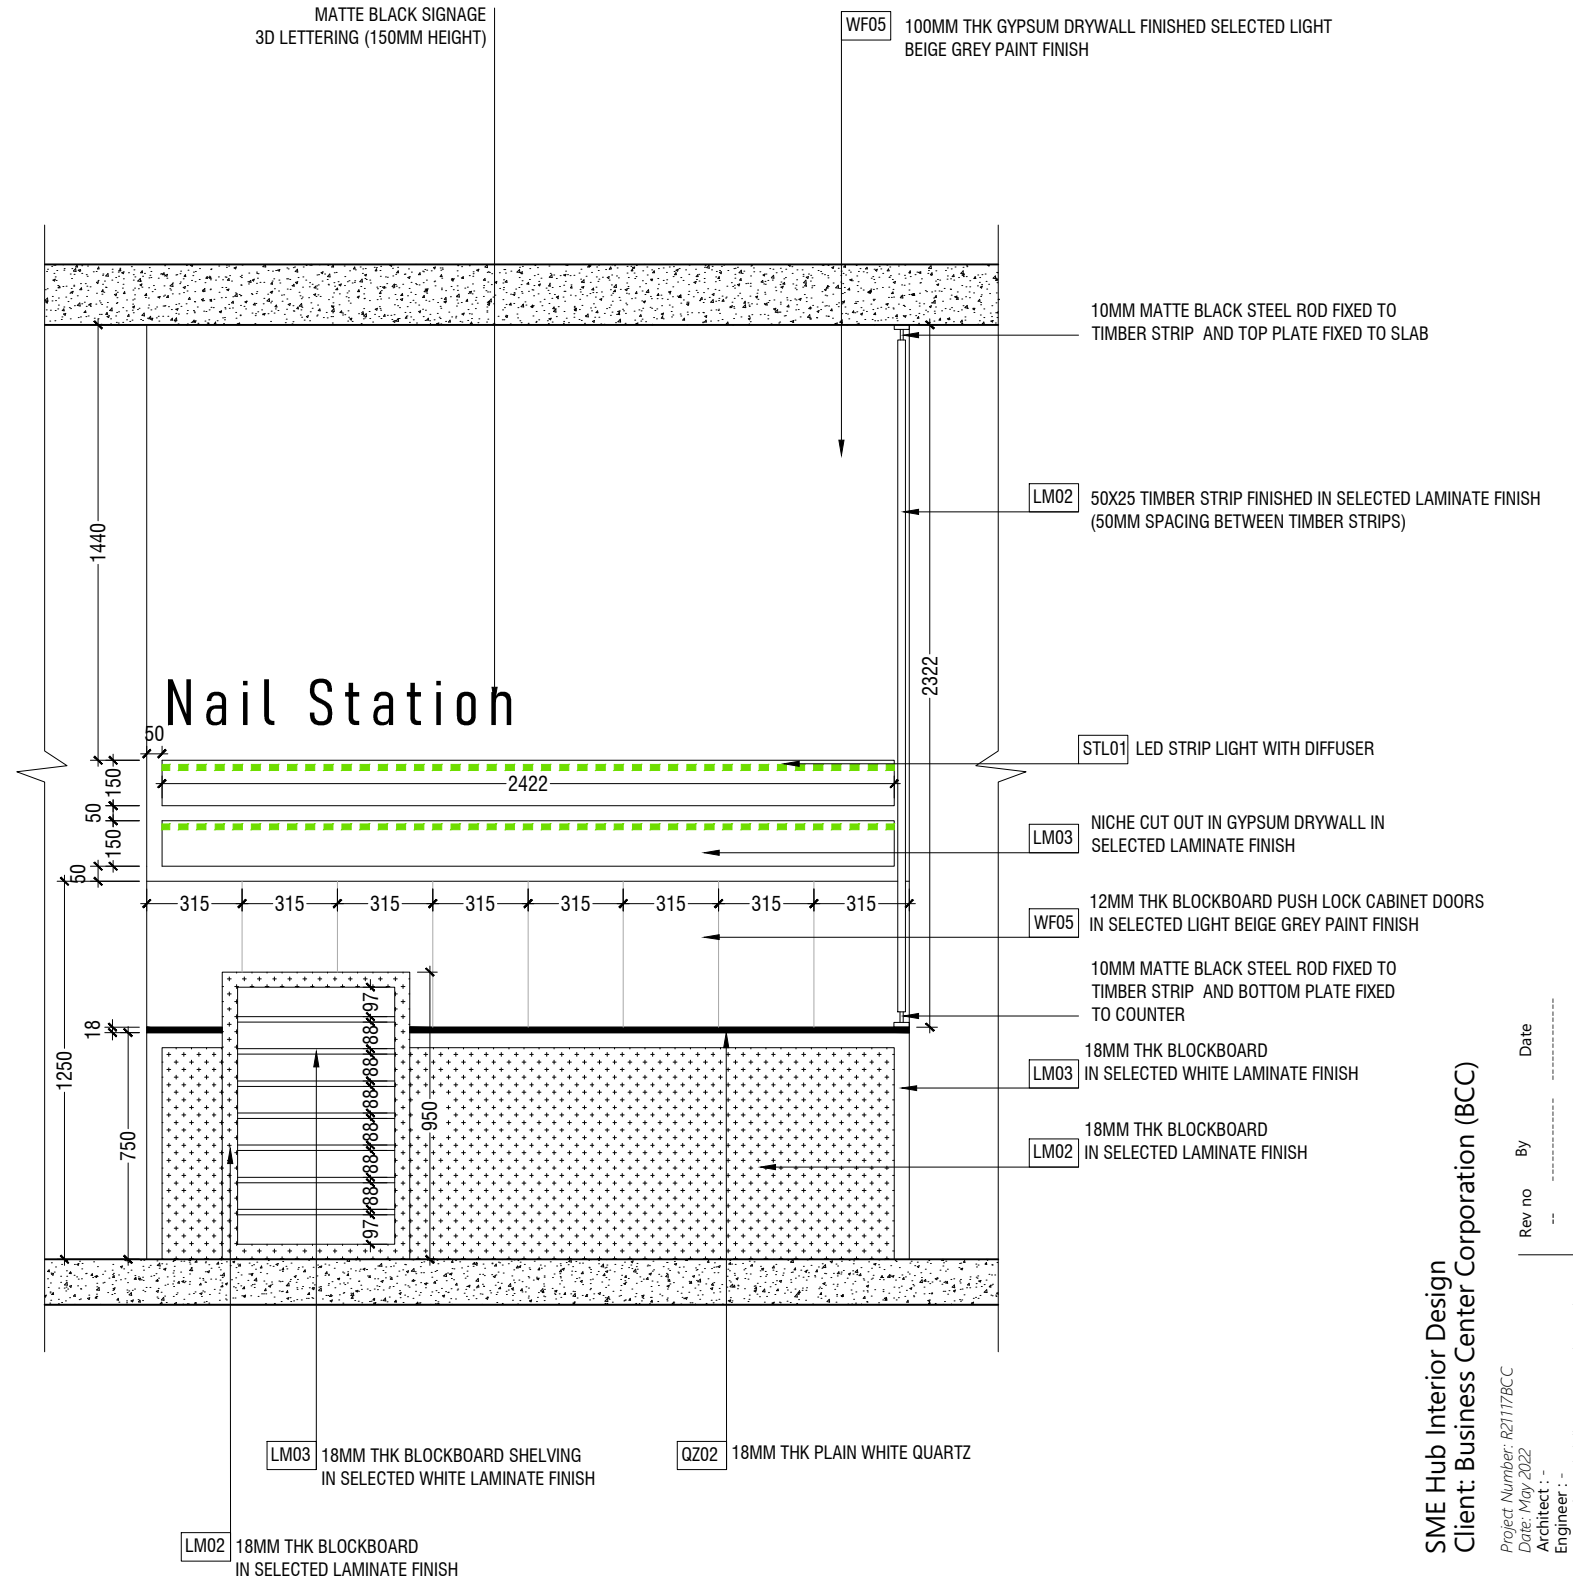 MATTE BLACK SIGNAGE
3D LETTERING (150MM HEIGHT)
WF05
100MM THK GYPSUM DRYWALL FINISHED SELECTED LIGHT
BEIGE GREY PAINT FINISH
10MM MATTE BLACK STEEL ROD FIXED TO
TIMBER STRIP AND TOP PLATE FIXED TO SLAB
LM02
50X25 TIMBER STRIP FINISHED IN SELECTED LAMINATE FINISH
(50MM SPACING BETWEEN TIMBER STRIPS)
1440
2322
Nail Station
50
STL01
LED STRIP LIGHT WITH DIFFUSER
150
2422
50
150
LM03
NICHE CUT OUT IN GYPSUM DRYWALL IN
SELECTED LAMINATE FINISH
50
315
315
315
315
315
315
315
315
WF05
12MM THK BLOCKBOARD PUSH LOCK CABINET DOORS
IN SELECTED LIGHT BEIGE GREY PAINT FINISH
10MM MATTE BLACK STEEL ROD FIXED TO
TIMBER STRIP AND BOTTOM PLATE FIXED
TO COUNTER
97
88
88
88
88
88
88
97
18
1250
750
950
LM03
18MM THK BLOCKBOARD
IN SELECTED WHITE LAMINATE FINISH
LM02
18MM THK BLOCKBOARD
IN SELECTED LAMINATE FINISH
LM03
18MM THK BLOCKBOARD SHELVING
IN SELECTED WHITE LAMINATE FINISH
QZ02
18MM THK PLAIN WHITE QUARTZ
LM02
18MM THK BLOCKBOARD
IN SELECTED LAMINATE FINISH
SME Hub Interior Design
Client: Business Center Corporation (BCC)
Project Number: R21117BCC
Date: May 2022
Architect : -
Engineer : -
Rev no By Date
--